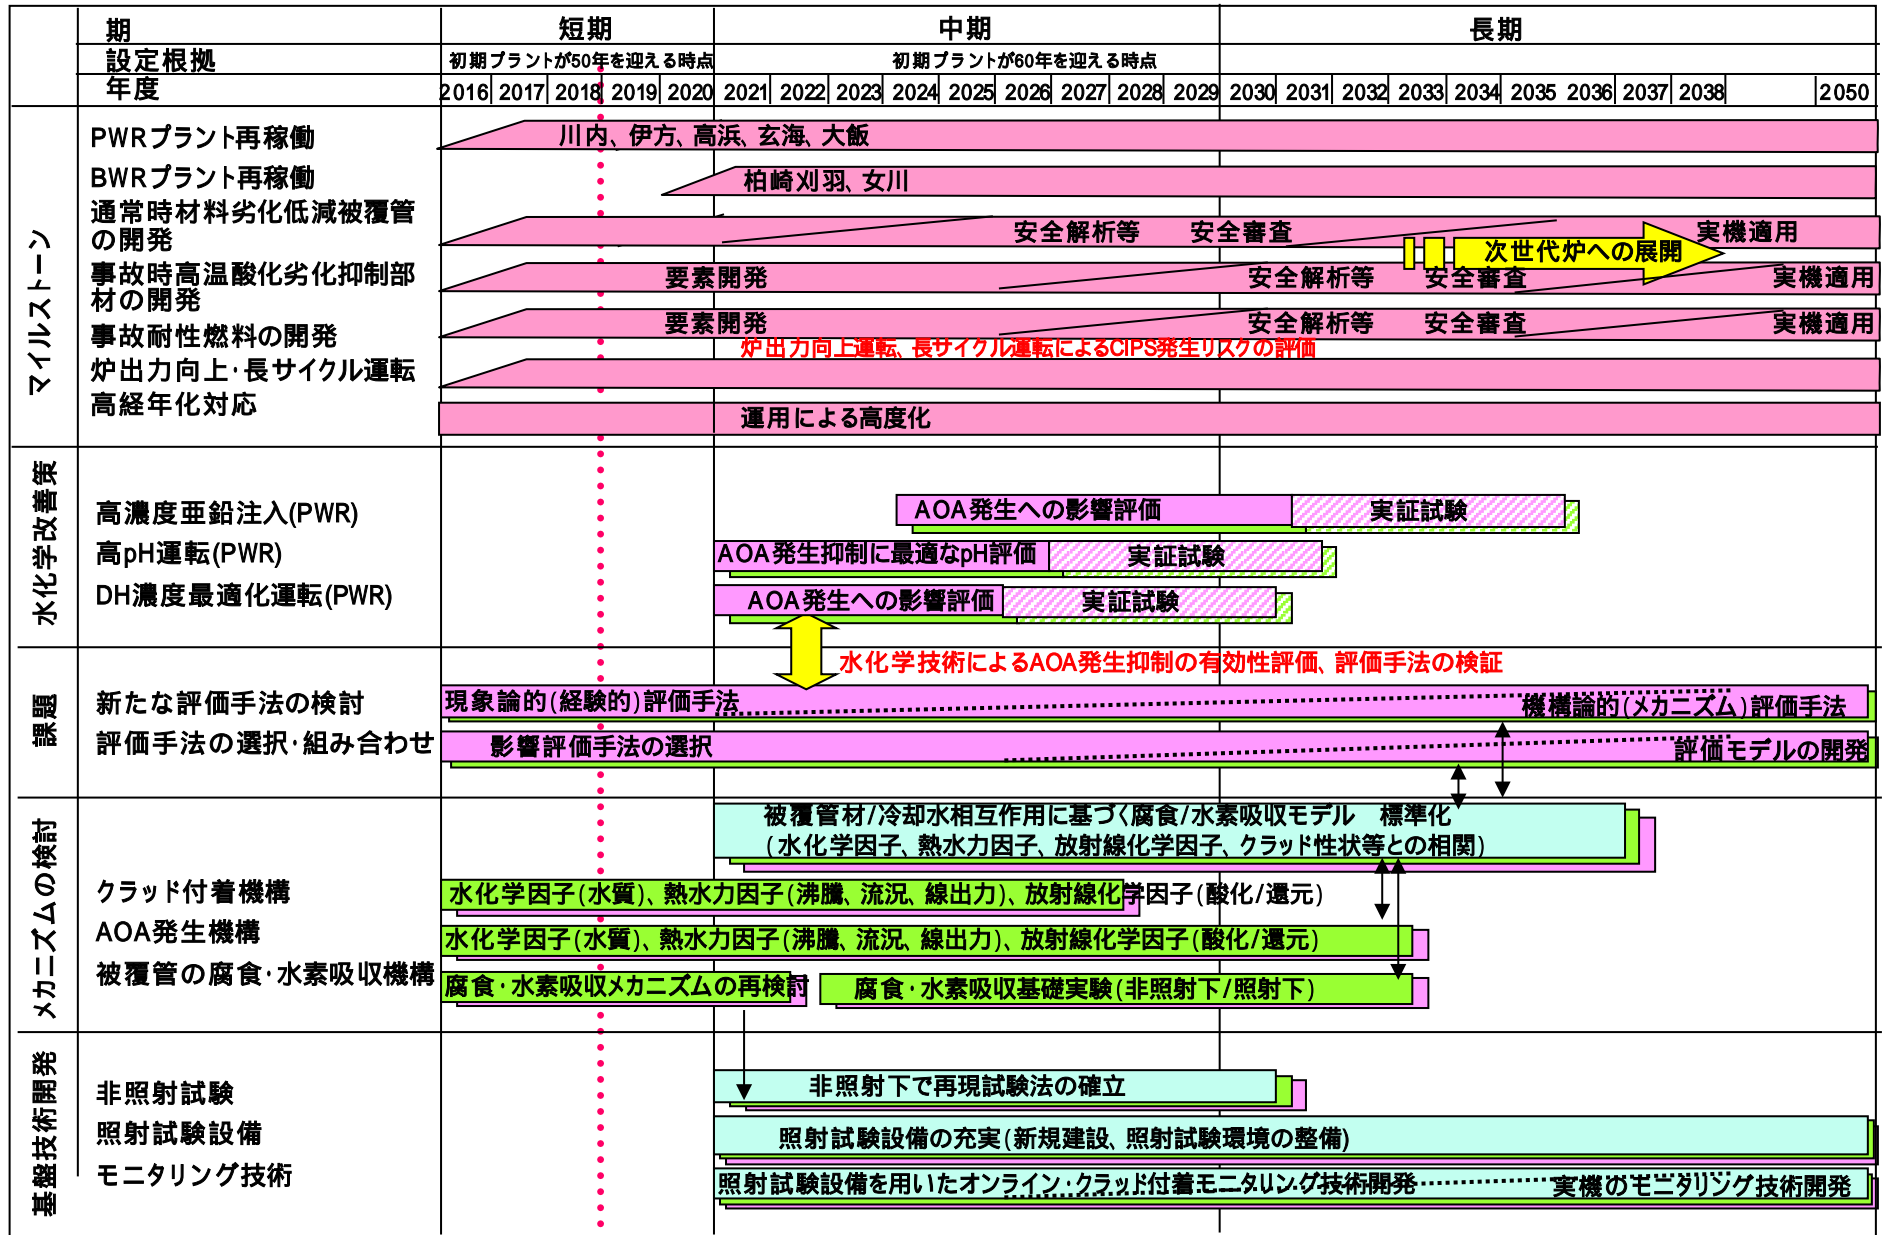 期 短期 中期 長期
設定根拠 初期プラントが50年を迎える時点 初期プラントが60年を迎える時点
年度 2016 2017 2018 2019 2020 2021 2022 2023 2024 2025 2026 2027 2028 2029 2030 2031 2032 2033 2034 2035 2036 2037 2038 2050
マイルストーン
PWRプラント再稼働 川内、伊方、高浜、玄海、大飯
BWRプラント再稼働 柏崎刈羽、女川
通常時材料劣化低減被覆管
の開発 安全解析等 安全審査 実機適用
次世代炉への展開
事故時高温酸化劣化抑制部
材の開発 要素開発 安全解析等 安全審査 実機適用
事故耐性燃料の開発 要素開発 安全解析等 安全審査 実機適用
炉出力向上運転、長サイクル運転によるCIPS発生リスクの評価
炉出力向上・長サイクル運転
高経年化対応 運用による高度化
水化学改善策
高濃度亜鉛注入(PWR) AOA発生への影響評価 実証試験
高pH運転(PWR) AOA発生抑制に最適なpH評価 実証試験
DH濃度最適化運転(PWR) AOA発生への影響評価 実証試験
水化学技術によるAOA発生抑制の有効性評価、評価手法の検証
課題
新たな評価手法の検討 現象論的(経験的)評価手法 機構論的(メカニズム)評価手法
評価手法の選択・組み合わせ 影響評価手法の選択 評価モデルの開発
メカニズムの検討
被覆管材/冷却水相互作用に基づく腐食/水素吸収モデル 標準化
(水化学因子、熱水力因子、放射線化学因子、クラッド性状等との相関)
クラッド付着機構 水化学因子(水質)、熱水力因子(沸騰、流況、線出力)、放射線化学因子(酸化/還元)
AOA発生機構 水化学因子(水質)、熱水力因子(沸騰、流況、線出力)、放射線化学因子(酸化/還元)
被覆管の腐食・水素吸収機構 腐食・水素吸収メカニズムの再検討 腐食・水素吸収基礎実験(非照射下/照射下)
基盤技術開発
非照射試験 非照射下で再現試験法の確立
照射試験設備 照射試験設備の充実(新規建設、照射試験環境の整備)
モニタリング技術 照射試験設備を用いたオンライン・クラッド付着モニタリング技術開発 実機のモニタリング技術開発